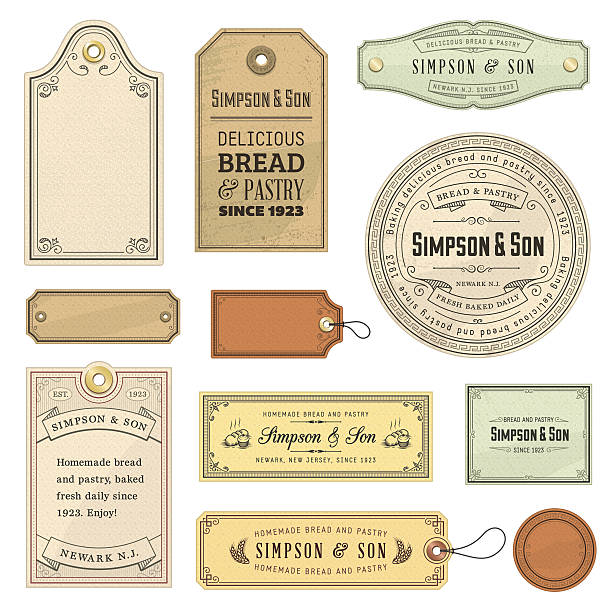 SIMPSON & SON
DELICIOUS
BREAD
& PASTRY
SINCE 1923
DELICIOUS BREAD & PASTRY
SIMPSON & SON
NEWARK N.J. SINCE 1923
Baking delicious bread and pastry since 1923
Baking delicious bread and pastry since 1923
BREAD & PASTRY
SIMPSON & SON
NEWARK N.J.
FRESH BAKED DAILY
EST. 1923
SIMPSON & SON
Homemade bread
and pastry, baked
fresh daily since
1923. Enjoy!
NEWARK N.J.
HOMEMADE BREAD AND PASTRY
Simpson & Son
NEWARK, NEW JERSEY, SINCE 1923
BREAD AND PASTRY
SIMPSON & SON
SINCE 1923
HOMEMADE BREAD AND PASTRY
SIMPSON & SON
DELICIOUS BREAD AND PASTRY